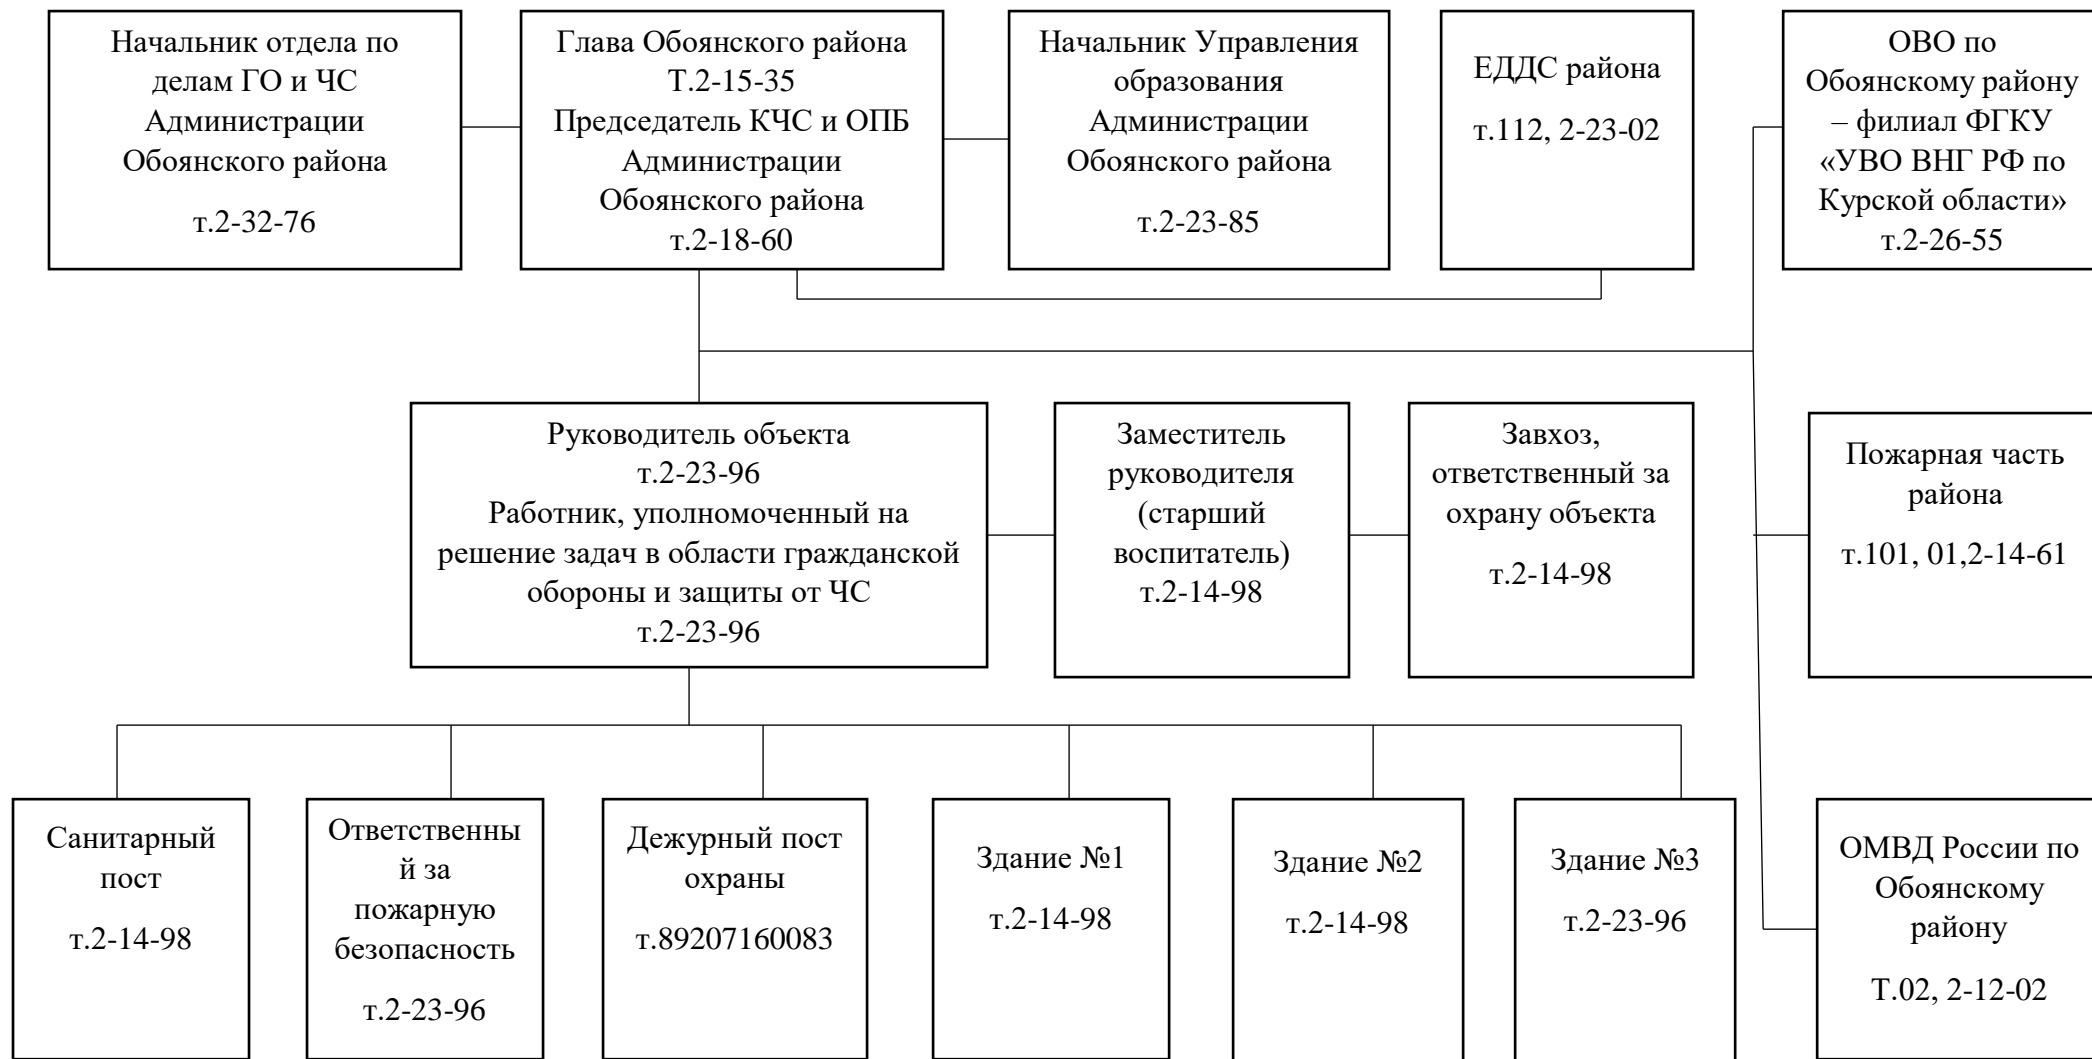 Начальник отдела по
делам ГО и ЧС
Администрации
Обоянского района
т.2-32-76
Глава Обоянского района
Т.2-15-35
Председатель КЧС и ОПБ
Администрации
Обоянского района
т.2-18-60
Начальник Управления
образования
Администрации
Обоянского района
т.2-23-85
ЕДДС района
т.112, 2-23-02
ОВО по
Обоянскому району
– филиал ФГКУ
«УВО ВНГ РФ по
Курской области»
т.2-26-55
Руководитель объекта
т.2-23-96
Работник, уполномоченный на
решение задач в области гражданской
обороны и защиты от ЧС
т.2-23-96
Заместитель
руководителя
(старший
воспитатель)
т.2-14-98
Завхоз,
ответственный за
охрану объекта
т.2-14-98
Пожарная часть
района
т.101, 01,2-14-61
Санитарный
пост
т.2-14-98
Ответственны
й за
пожарную
безопасность
т.2-23-96
Дежурный пост
охраны
т.89207160083
Здание №1
т.2-14-98
Здание №2
т.2-14-98
Здание №3
т.2-23-96
ОМВД России по
Обоянскому
району
Т.02, 2-12-02